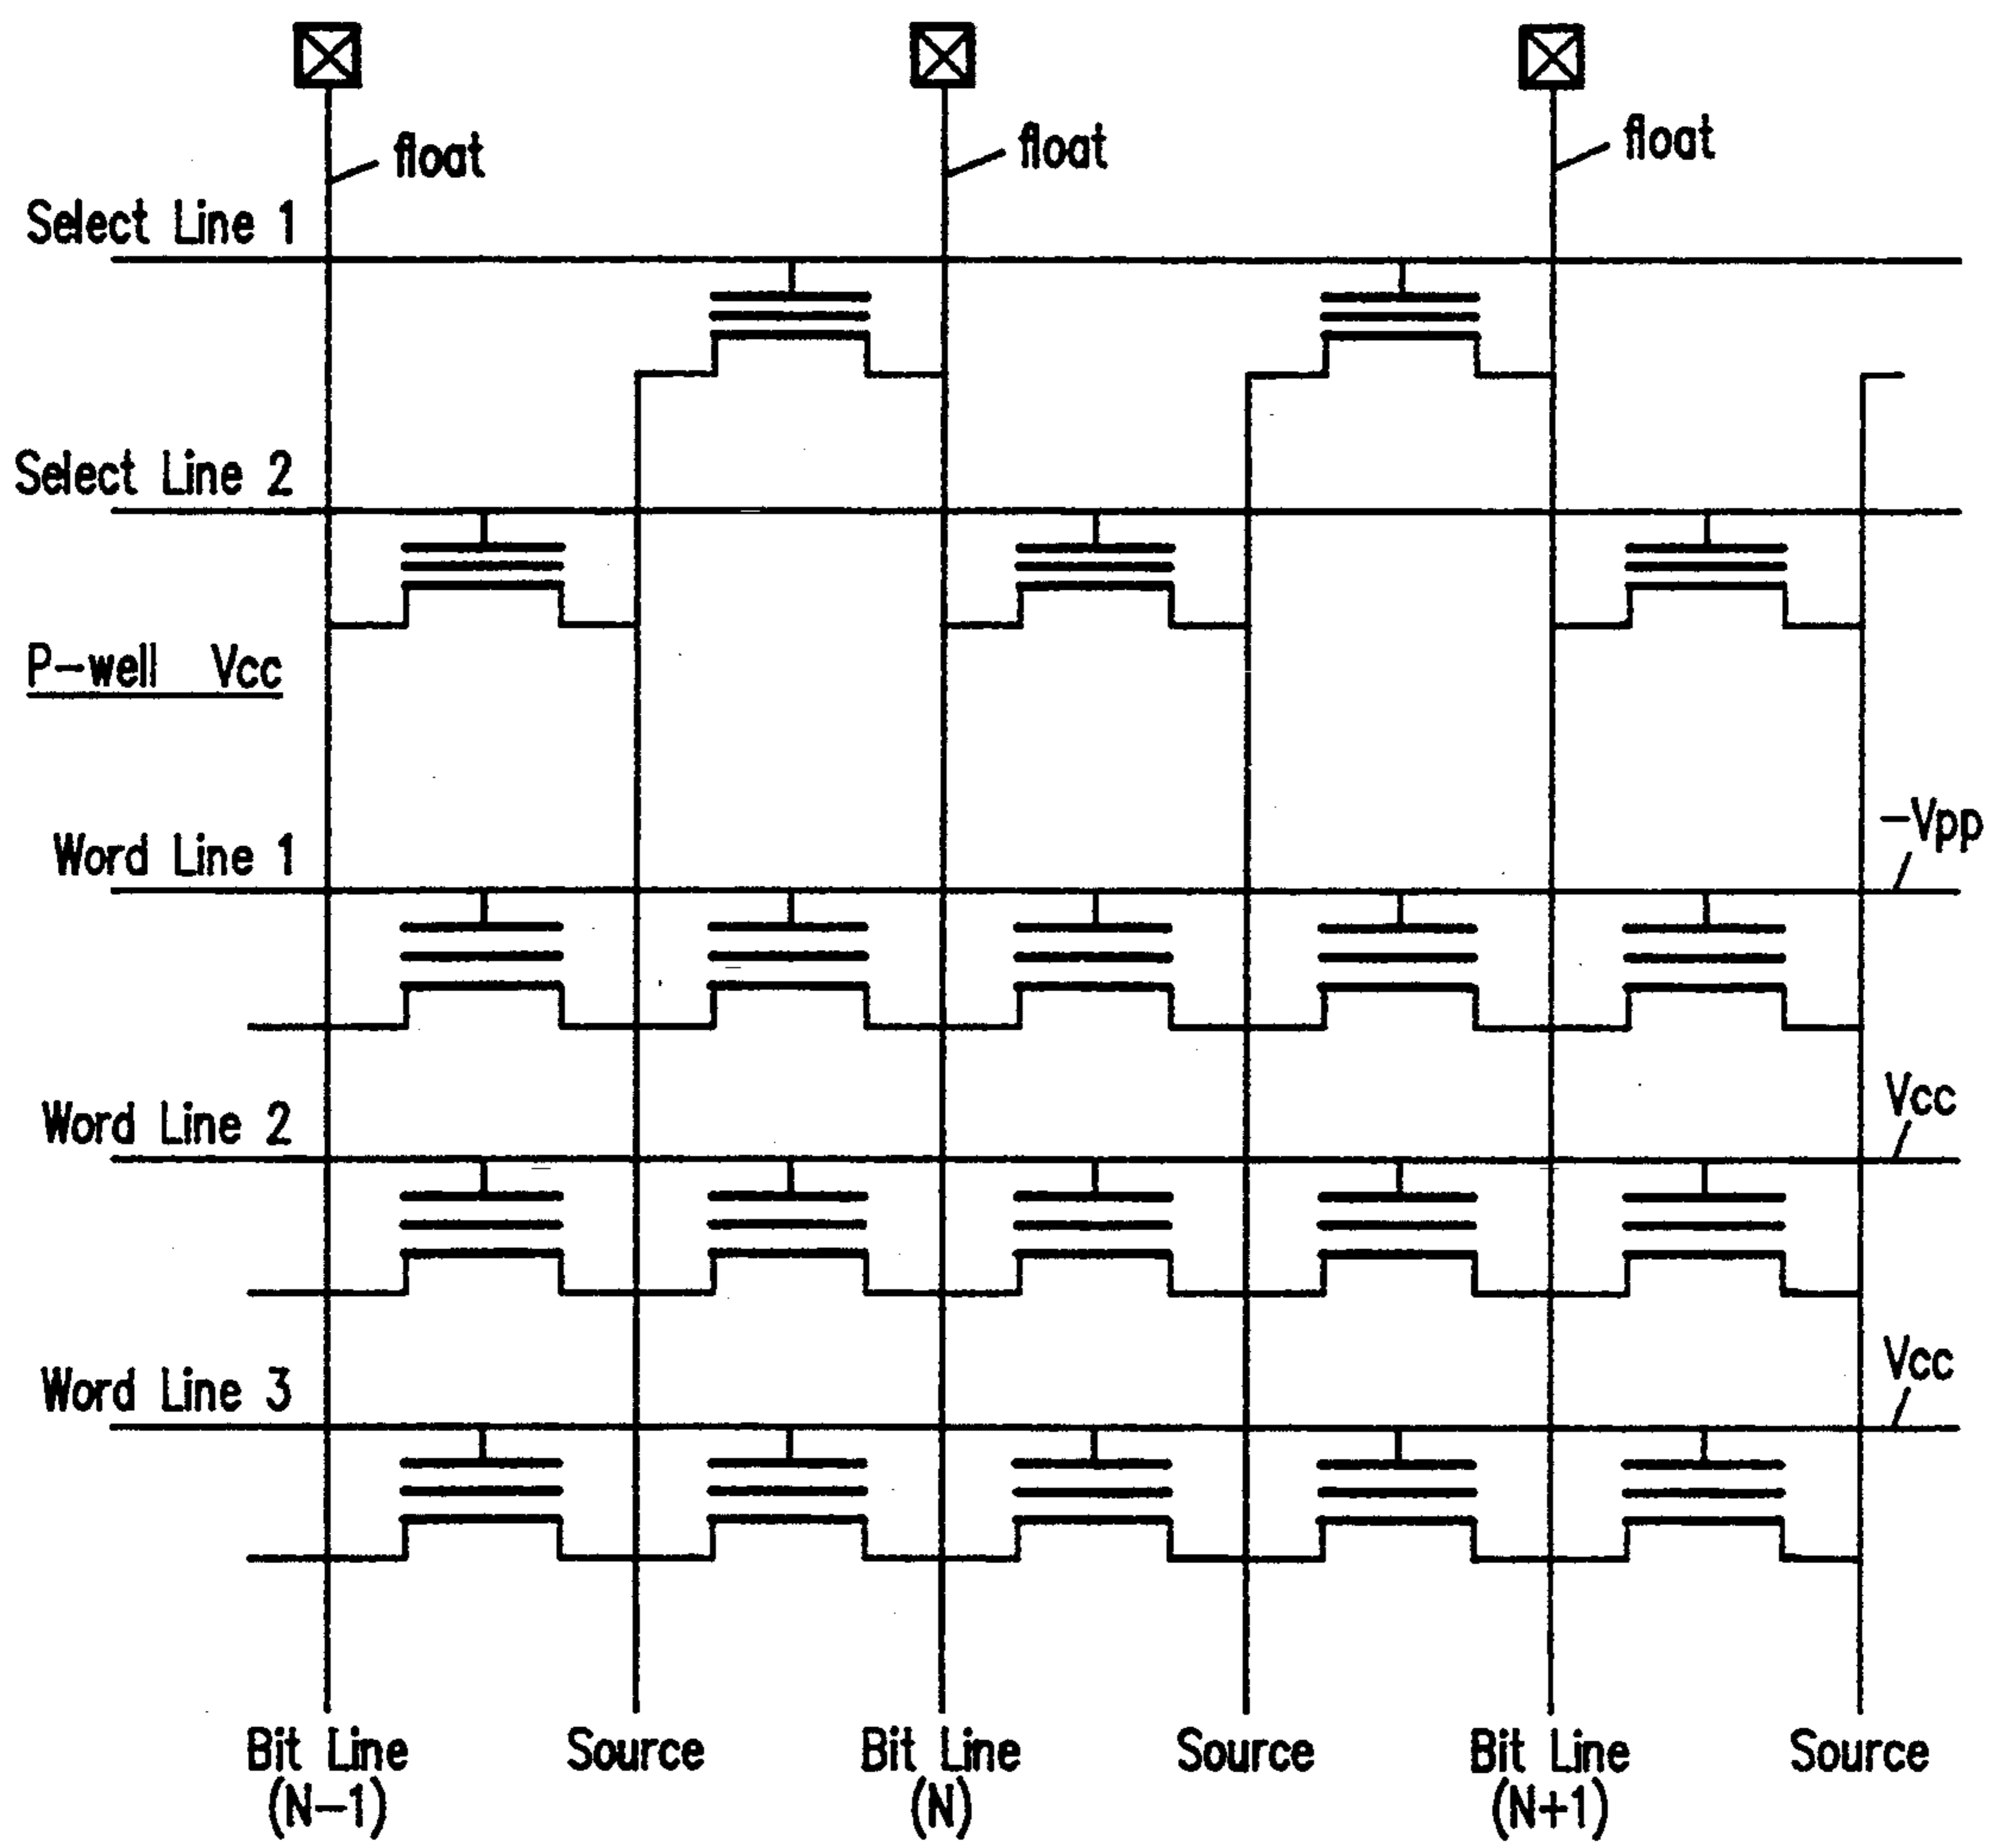 float float float
Select Line 1
Select Line 2
P-well Vcc
-Vpp
Word Line 1
Vcc
Word Line 2
Vcc
Word Line 3
Bit Line (N-1)
Source
Bit Line (N)
Source
Bit Line (N+1)
Source